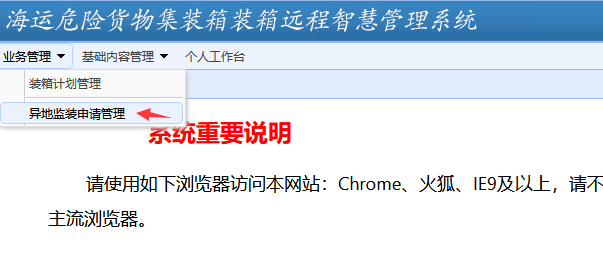 海运危险货物集装箱装箱远程智慧管理系统
业务管理 基础内容管理 个人工作台
装箱计划管理
异地监装申请管理
系统重要说明
请使用如下浏览器访问本网站：Chrome、火狐、IE9及以上，请不
主流浏览器。